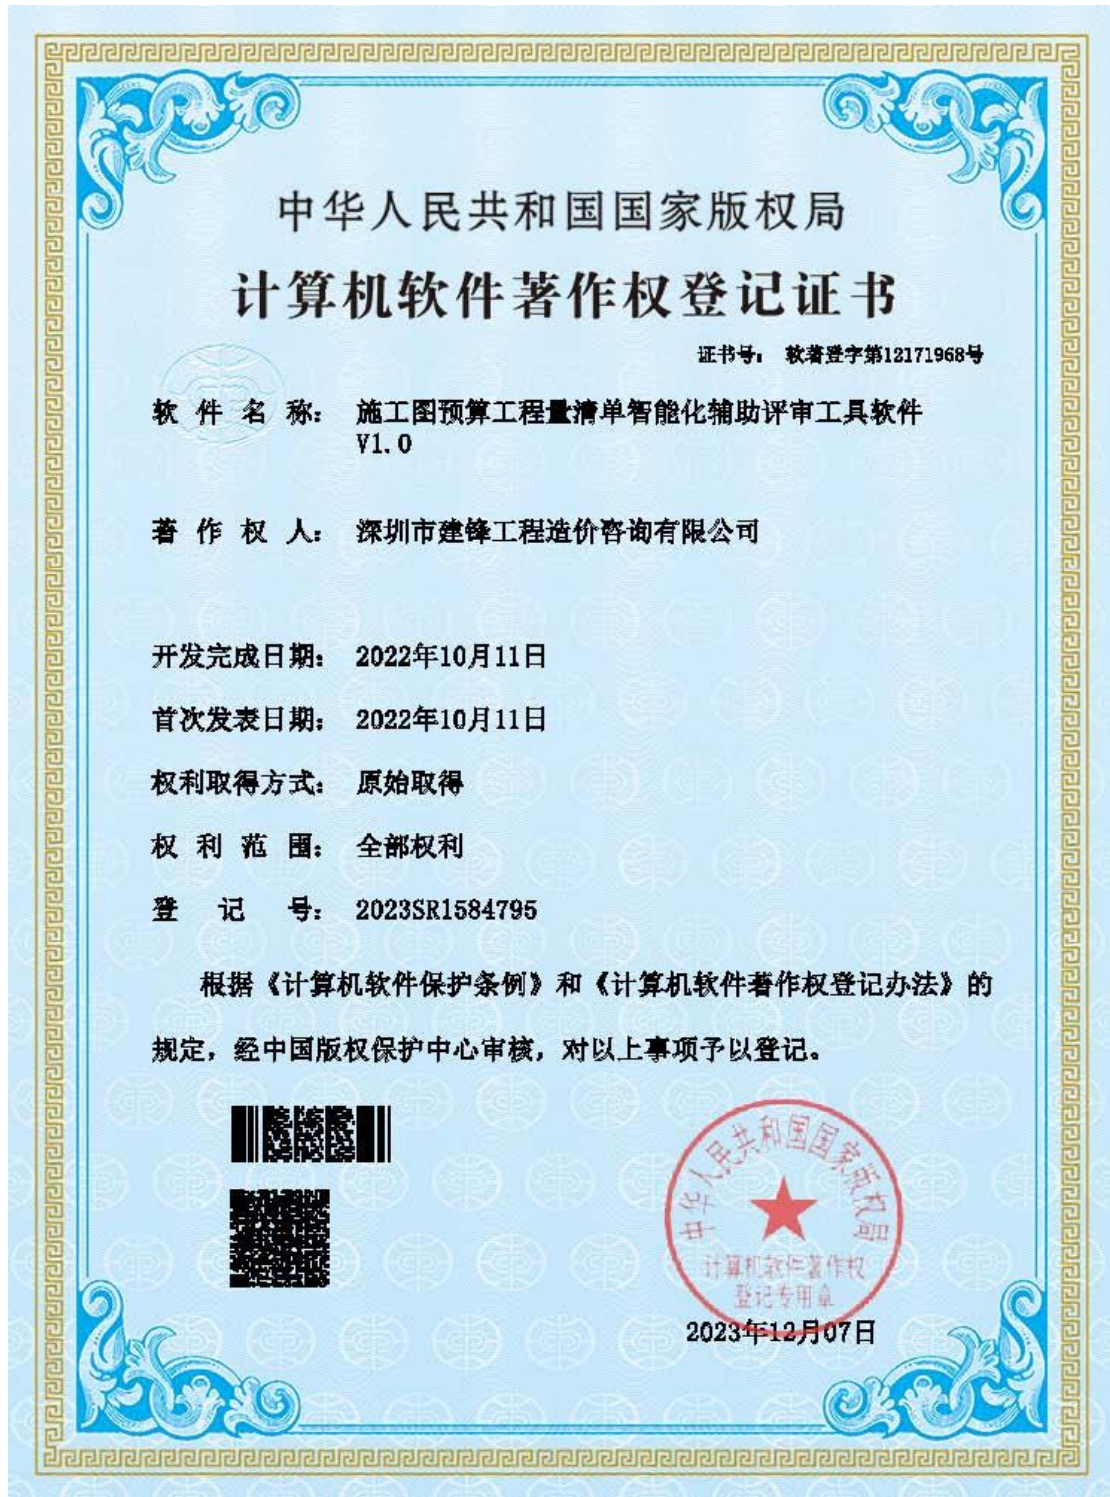 中华人民共和国国家版权局
计算机软件著作权登记证书
证书号： 软著登字第12171968号
软件名称： 施工图预算工程量清单智能化辅助评审工具软件
V1.0
著作权人： 深圳市建锋工程造价咨询有限公司
开发完成日期： 2022年10月11日
首次发表日期： 2022年10月11日
权利取得方式： 原始取得
权利范围： 全部权利
登记号： 2023SR1584795
根据《计算机软件保护条例》和《计算机软件著作权登记办法》的
规定，经中国版权保护中心审核，对以上事项予以登记。
中华人民共和国国家版权局
计算机软件著作权
登记专用章
2023年12月07日